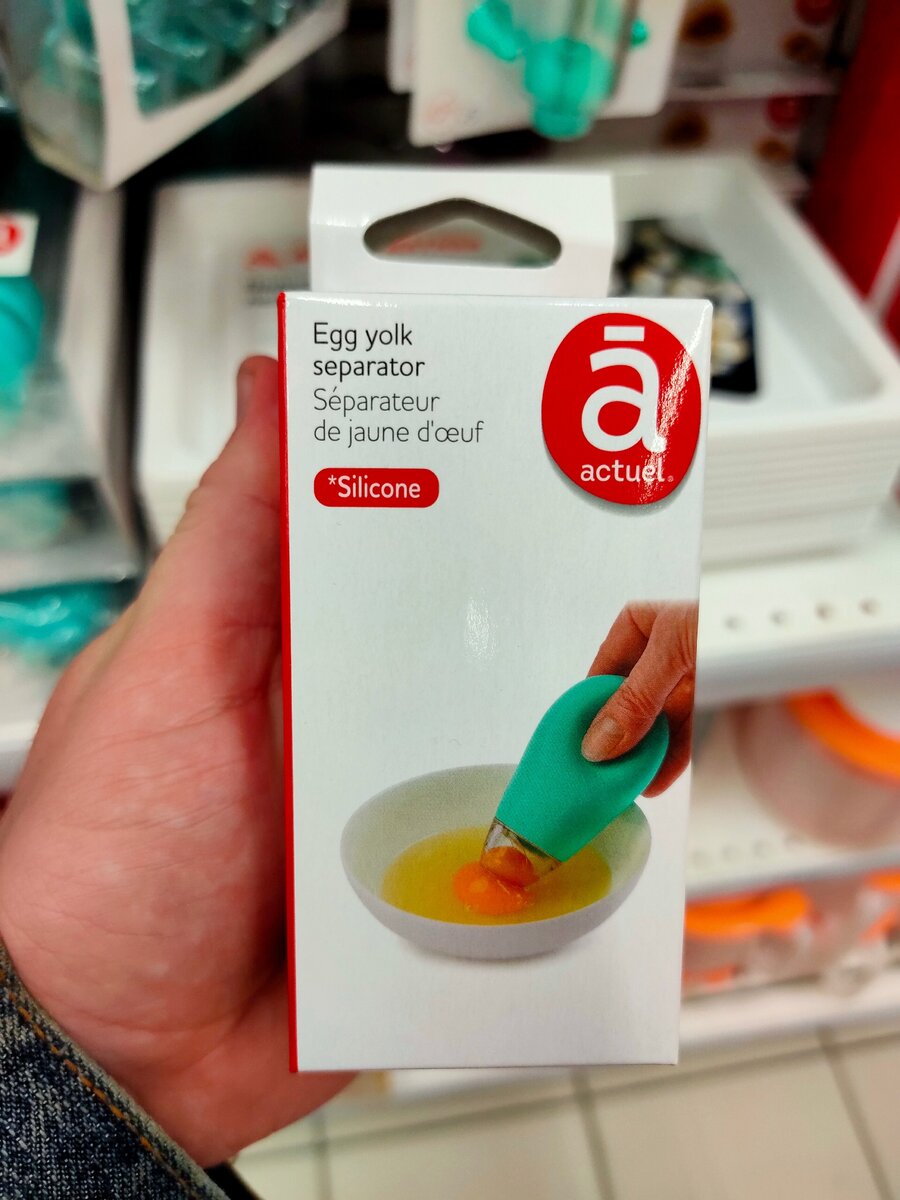 Egg yolk
separator
Séparateur
de jaune d'œuf
*Silicone
ā
actuel®